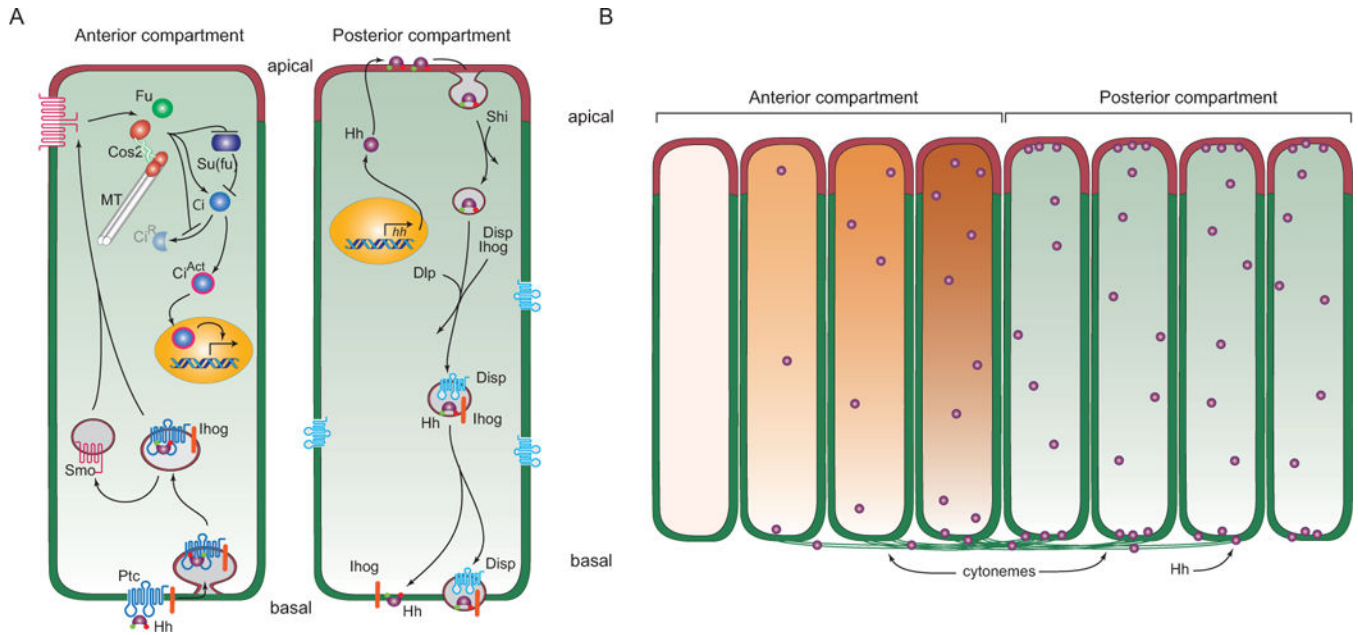 A
Anterior compartment
Posterior compartment
apical
Fu
Cos2
Su(fu)
MT
Ci
CiR
CiAct
Smo
Ihog
Ptc
Hh
basal
Hh
hh
Shi
Disp
Ihog
Dlp
Disp
Hh
Ihog
Ihog
Hh
Disp
B
Anterior compartment
Posterior compartment
apical
basal
cytonemes
Hh